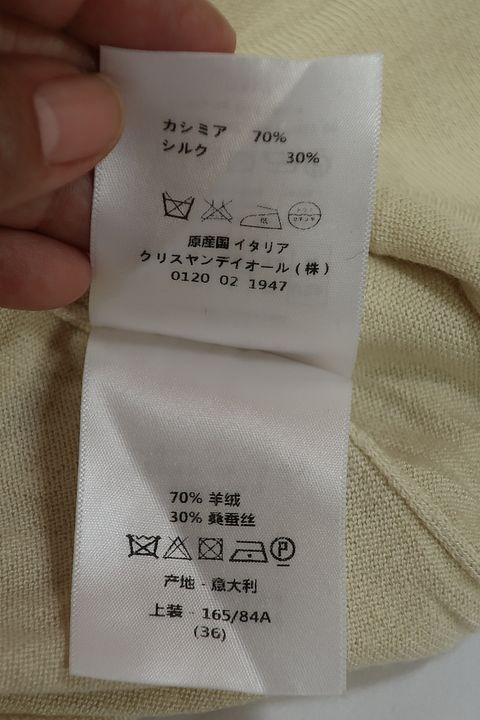 カシミア 70%
シルク 30%
低
原産国 イタリア
クリスヤンデイオール (株)
0120 02 1947
70% 羊绒
30% 桑蚕丝
P
产地 - 意大利
上装 - 165/84A
(36)